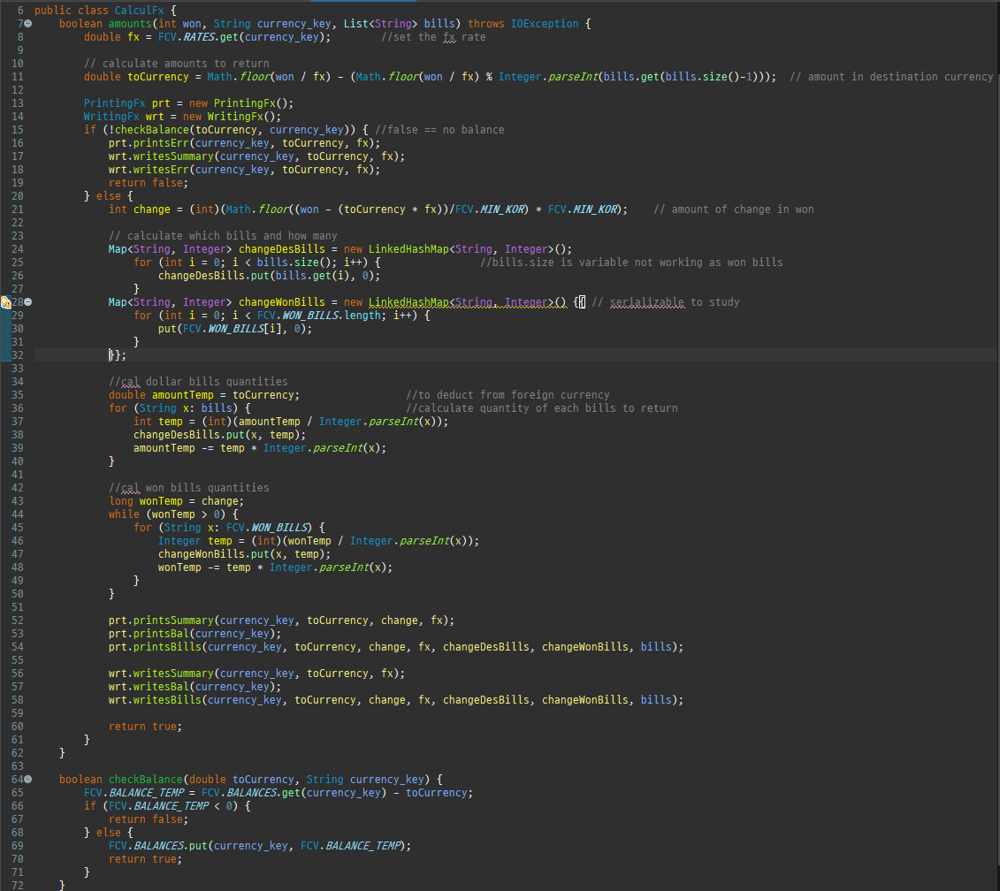 6 public class CalculFx {
7 boolean amounts(int won, String currency_key, List<String> bills) throws IOException {
8 double fx = FCV.RATES.get(currency_key); //set the fx rate
9
10 // calculate amounts to return
11 double toCurrency = Math.floor(won / fx) - (Math.floor(won / fx) % Integer.parseInt(bills.get(bills.size()-1))); // amount in destination currency
12
13 PrintingFx prt = new PrintingFx();
14 WritingFx wrt = new WritingFx();
15 if (!checkBalance(toCurrency, currency_key)) { //false == no balance
16 prt.printsErr(currency_key, toCurrency, fx);
17 wrt.writesSummary(currency_key, toCurrency, fx);
18 wrt.writesErr(currency_key, toCurrency, fx);
19 return false;
20 } else {
21 int change = (int)(Math.floor((won - (toCurrency * fx))/FCV.MIN_KOR) * FCV.MIN_KOR); // amount of change in won
22
23 // calculate which bills and how many
24 Map<String, Integer> changeDesBills = new LinkedHashMap<String, Integer>();
25 for (int i = 0; i < bills.size(); i++) { //bills.size is variable not working as won bills
26 changeDesBills.put(bills.get(i), 0);
27 }
28 Map<String, Integer> changeWonBills = new LinkedHashMap<String, Integer>() {{ // serializable to study
29 for (int i = 0; i < FCV.WON_BILLS.length; i++) {
30 put(FCV.WON_BILLS[i], 0);
31 }
32 }};
33
34 //cal dollar bills quantities
35 double amountTemp = toCurrency; //to deduct from foreign currency
36 for (String x: bills) { //calculate quantity of each bills to return
37 int temp = (int)(amountTemp / Integer.parseInt(x));
38 changeDesBills.put(x, temp);
39 amountTemp -= temp * Integer.parseInt(x);
40 }
41
42 //cal won bills quantities
43 long wonTemp = change;
44 while (wonTemp > 0) {
45 for (String x: FCV.WON_BILLS) {
46 Integer temp = (int)(wonTemp / Integer.parseInt(x));
47 changeWonBills.put(x, temp);
48 wonTemp -= temp * Integer.parseInt(x);
49 }
50 }
51
52 prt.printsSummary(currency_key, toCurrency, change, fx);
53 prt.printsBal(currency_key);
54 prt.printsBills(currency_key, toCurrency, change, fx, changeDesBills, changeWonBills, bills);
55
56 wrt.writesSummary(currency_key, toCurrency, fx);
57 wrt.writesBal(currency_key);
58 wrt.writesBills(currency_key, toCurrency, change, fx, changeDesBills, changeWonBills, bills);
59
60 return true;
61 }
62 }
63
64 boolean checkBalance(double toCurrency, String currency_key) {
65 FCV.BALANCE_TEMP = FCV.BALANCES.get(currency_key) - toCurrency;
66 if (FCV.BALANCE_TEMP < 0) {
67 return false;
68 } else {
69 FCV.BALANCES.put(currency_key, FCV.BALANCE_TEMP);
70 return true;
71 }
72 }